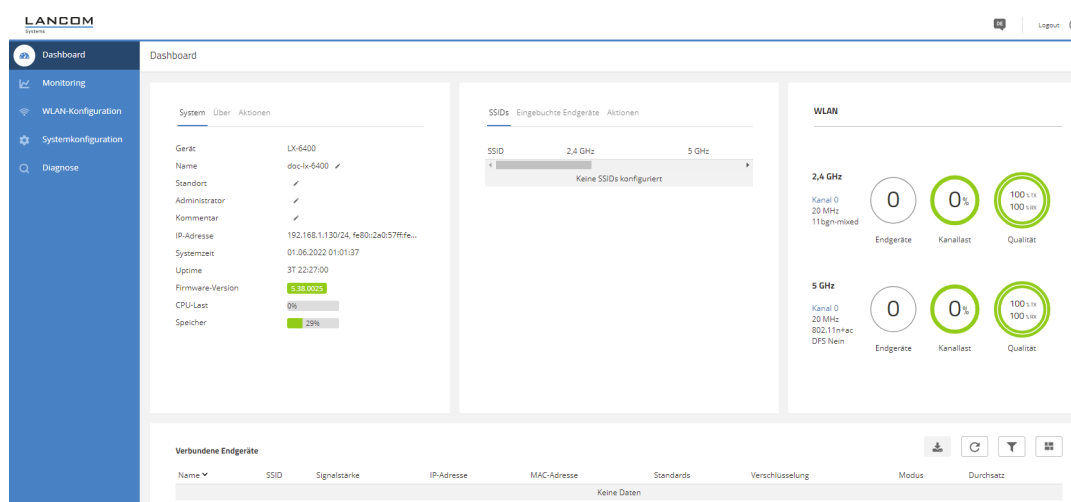 LANCOM
Systems
DE
Logout
Dashboard
Monitoring
WLAN-Konfiguration
Systemkonfiguration
Diagnose
Dashboard
System Über Aktionen
Gerät LX-6400
Name doc-lx-6400
Standort
Administrator
Kommentar
IP-Adresse 192.168.1.130/24, fe80::2a0:57ff:fe...
Systemzeit 01.06.2022 01:01:37
Uptime 3T 22:27:00
Firmware-Version 5.38.0025
CPU-Last 0%
Speicher 29%
SSIDs Eingebuchte Endgeräte Aktionen
SSID 2,4 GHz 5 GHz
Keine SSIDs konfiguriert
WLAN
2,4 GHz
Kanal 0
20 MHz
11bgn-mixed
0
Endgeräte
0%
Kanallast
100 % TX
100 % RX
Qualität
5 GHz
Kanal 0
20 MHz
802.11n+ac
DFS Nein
0
Endgeräte
0%
Kanallast
100 % TX
100 % RX
Qualität
Verbundene Endgeräte
Name SSID Signalstärke IP-Adresse MAC-Adresse Standards Verschlüsselung Modus Durchsatz
Keine Daten